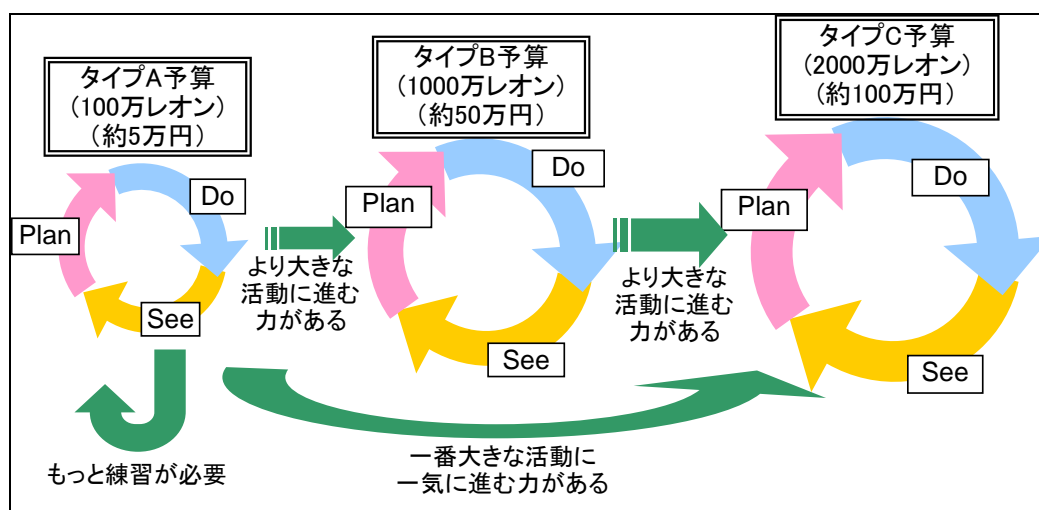 タイプA予算
(100万レオン)
(約5万円)
Plan
Do
See
もっと練習が必要
より大きな
活動に進む
力がある
タイプB予算
(1000万レオン)
(約50万円)
Plan
Do
See
より大きな
活動に進む
力がある
タイプC予算
(2000万レオン)
(約100万円)
Plan
Do
See
一番大きな活動に
一気に進む力がある